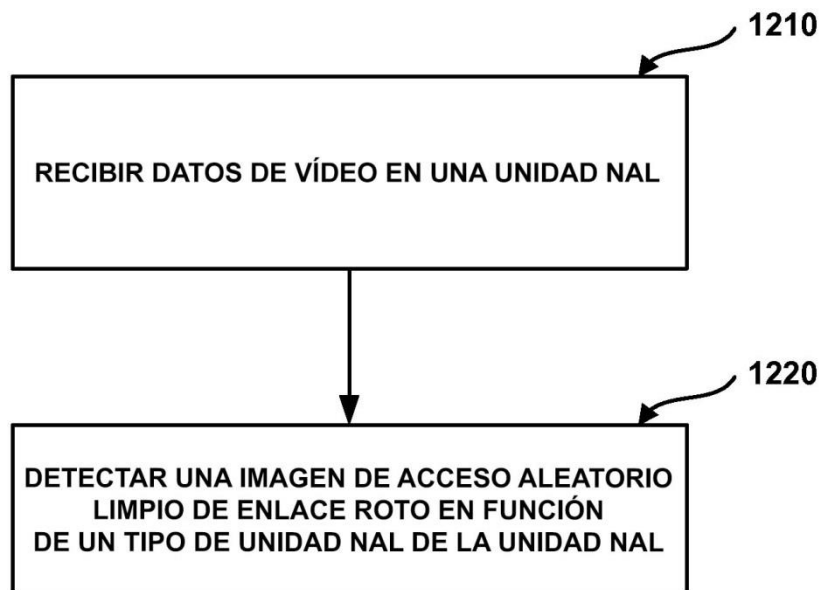 1210
RECIBIR DATOS DE VÍDEO EN UNA UNIDAD NAL
1220
DETECTAR UNA IMAGEN DE ACCESO ALEATORIO
LIMPIO DE ENLACE ROTO EN FUNCIÓN
DE UN TIPO DE UNIDAD NAL DE LA UNIDAD NAL